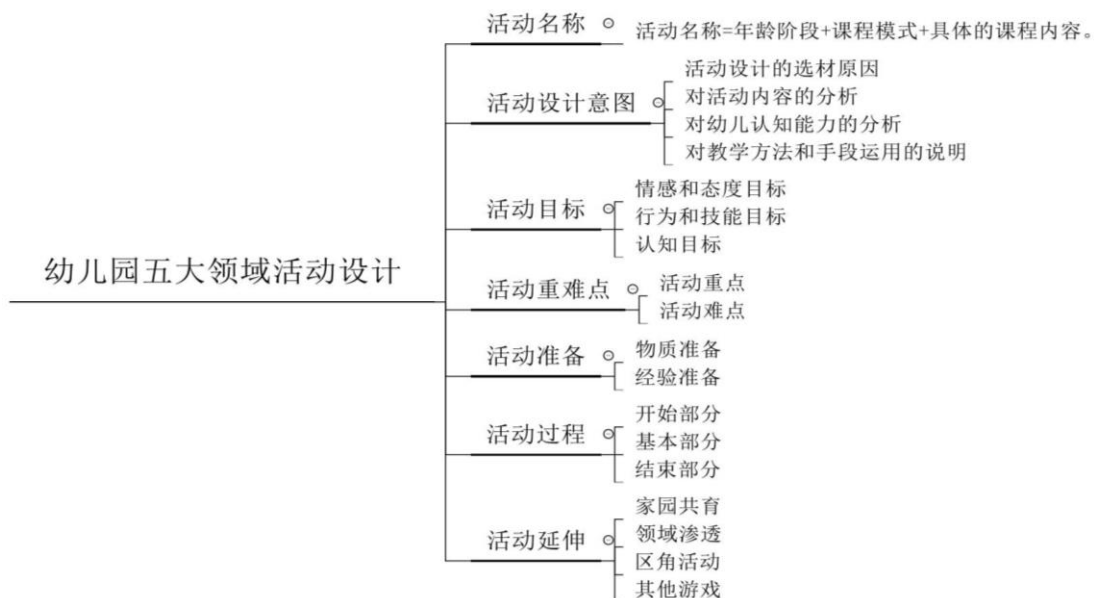 幼儿园五大领域活动设计
活动名称
活动名称=年龄阶段+课程模式+具体的课程内容。
活动设计意图
活动设计的选材原因
对活动内容的分析
对幼儿认知能力的分析
对教学方法和手段运用的说明
活动目标
情感和态度目标
行为和技能目标
认知目标
活动重难点
活动重点
活动难点
活动准备
物质准备
经验准备
活动过程
开始部分
基本部分
结束部分
活动延伸
家园共育
领域渗透
区角活动
其他游戏